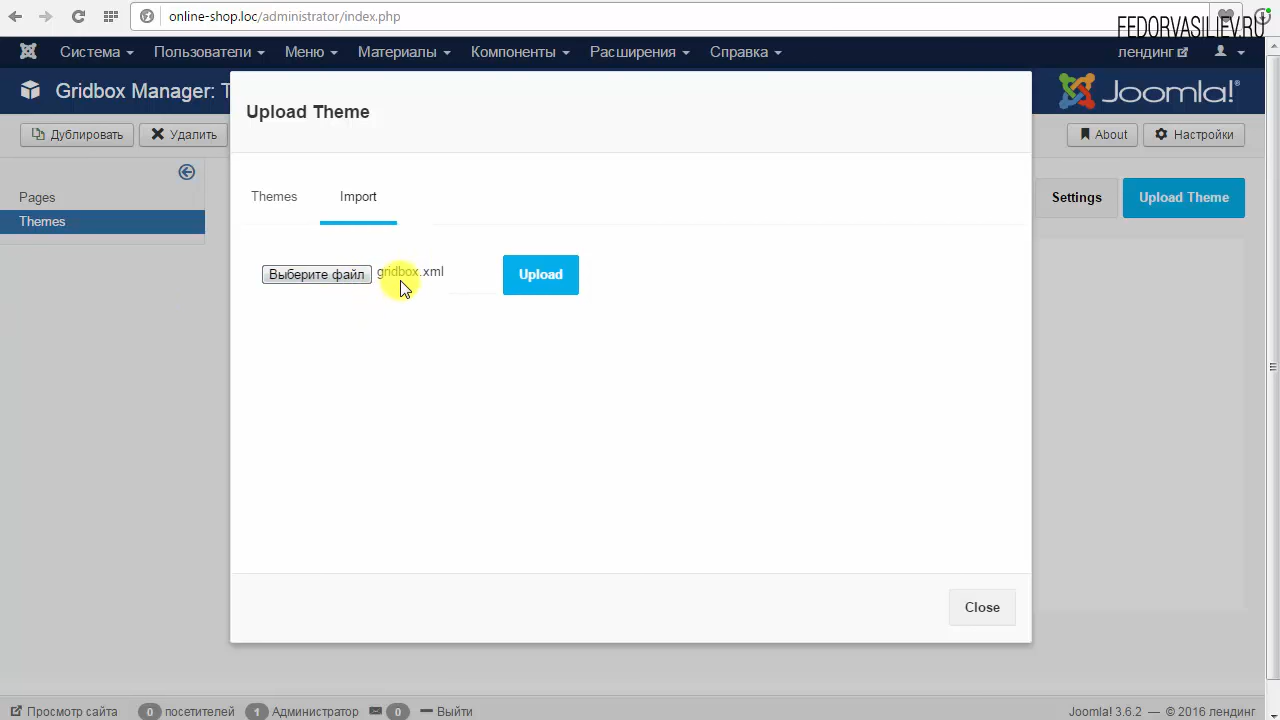 online-shop.loc/administrator/index.php
FEDORVASILIEV.RU
Система Пользователи Меню Материалы Компоненты Расширения Справка лендинг
Gridbox Manager: T
Joomla!®
Дублировать Удалить About Настройки
Upload Theme
Pages
Themes
Themes Import
Settings Upload Theme
Выберите файл gridbox.xml Upload
Close
Просмотр сайта 0 посетителей 1 Администратор 0 Выйти Joomla! 3.6.2 — © 2016 лендинг